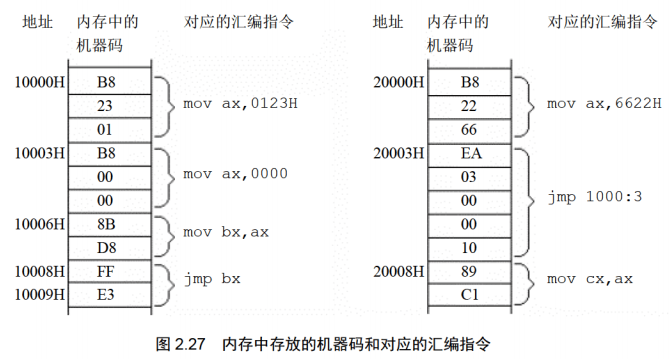 地址 内存中的 对应的汇编指令
机器码
10000H B8
23 mov ax,0123H
01
10003H B8
00 mov ax,0000
00
10006H 8B
mov bx,ax
D8
10008H FF
jmp bx
10009H E3
地址 内存中的 对应的汇编指令
机器码
20000H B8
22 mov ax,6622H
66
20003H EA
03
00 jmp 1000:3
00
10
20008H 89
mov cx,ax
C1
图 2.27 内存中存放的机器码和对应的汇编指令